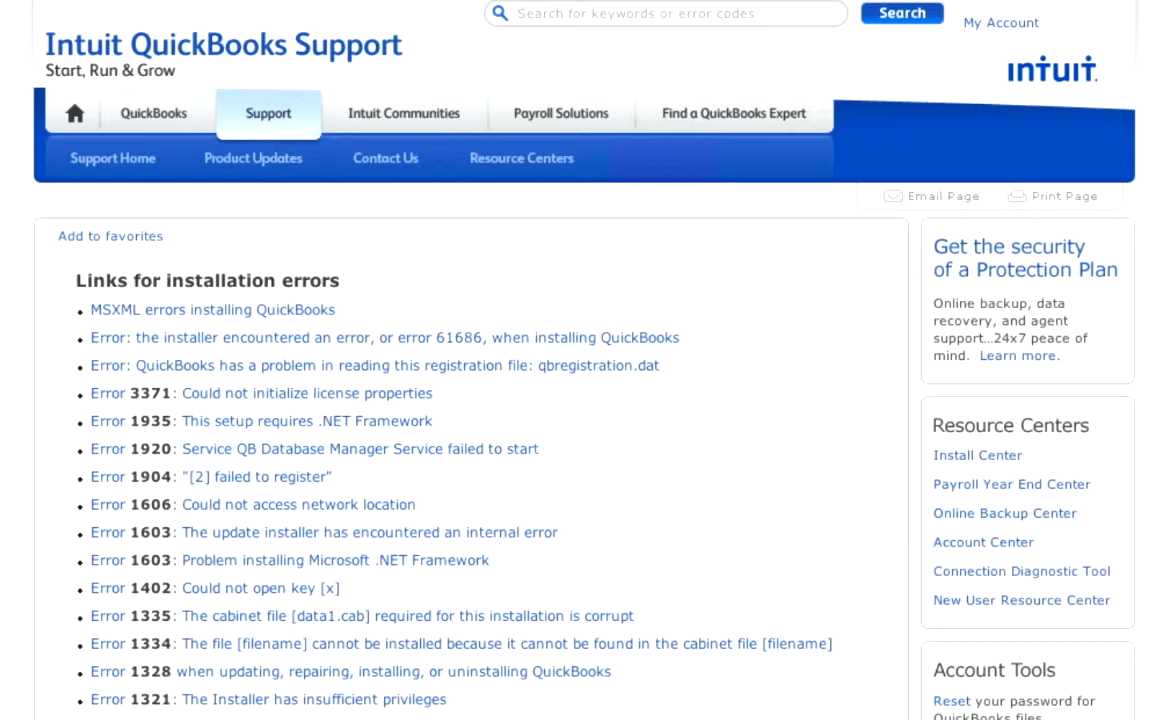 Search for keywords or error codes
Search
My Account
Intuit QuickBooks Support
Start, Run & Grow
intuit.
QuickBooks
Support
Intuit Communities
Payroll Solutions
Find a QuickBooks Expert
Support Home
Product Updates
Contact Us
Resource Centers
Email Page
Print Page
Add to favorites
Links for installation errors
• MSXML errors installing QuickBooks
• Error: the installer encountered an error, or error 61686, when installing QuickBooks
• Error: QuickBooks has a problem in reading this registration file: qbregistration.dat
• Error 3371: Could not initialize license properties
• Error 1935: This setup requires .NET Framework
• Error 1920: Service QB Database Manager Service failed to start
• Error 1904: "[2] failed to register"
• Error 1606: Could not access network location
• Error 1603: The update installer has encountered an internal error
• Error 1603: Problem installing Microsoft .NET Framework
• Error 1402: Could not open key [x]
• Error 1335: The cabinet file [data1.cab] required for this installation is corrupt
• Error 1334: The file [filename] cannot be installed because it cannot be found in the cabinet file [filename]
• Error 1328 when updating, repairing, installing, or uninstalling QuickBooks
• Error 1321: The Installer has insufficient privileges
Get the security
of a Protection Plan
Online backup, data
recovery, and agent
support...24x7 peace of
mind. Learn more.
Resource Centers
Install Center
Payroll Year End Center
Online Backup Center
Account Center
Connection Diagnostic Tool
New User Resource Center
Account Tools
Reset your password for
QuickBooks files